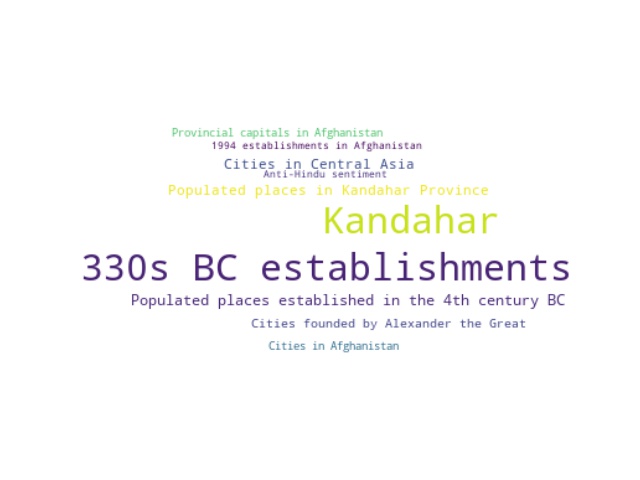 Provincial capitals in Afghanistan
1994 establishments in Afghanistan
Cities in Central Asia
Anti-Hindu sentiment
Populated places in Kandahar Province
Kandahar
330s BC establishments
Populated places established in the 4th century BC
Cities founded by Alexander the Great
Cities in Afghanistan